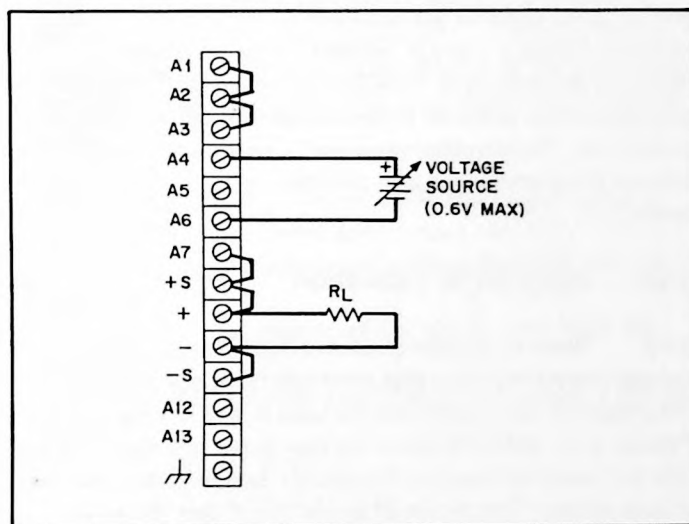 A1
A2
A3
A4
+ VOLTAGE
A5
SOURCE
A6
(0.6V MAX)
A7
+S
RL
+
-
-S
A12
A13